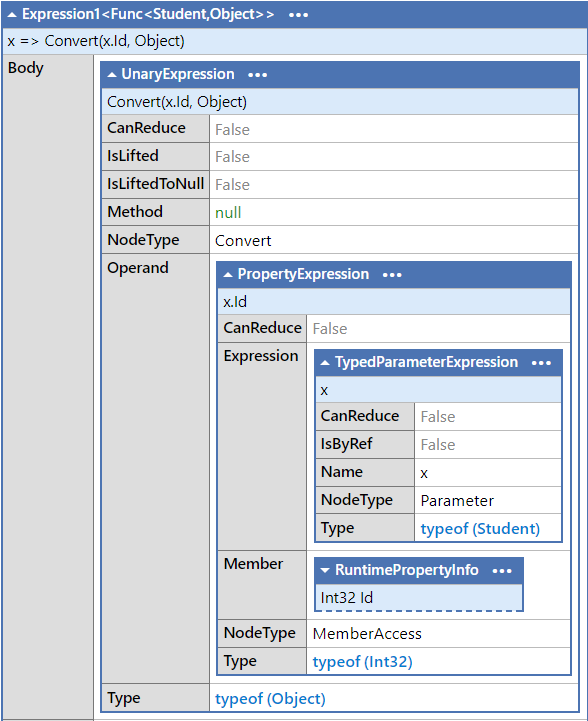 Expression1<Func<Student,Object>> •••
x => Convert(x.Id, Object)
Body
UnaryExpression •••
Convert(x.Id, Object)
CanReduce False
IsLifted False
IsLiftedToNull False
Method null
NodeType Convert
Operand
PropertyExpression •••
x.Id
CanReduce False
Expression
TypedParameterExpression •••
x
CanReduce False
IsByRef False
Name x
NodeType Parameter
Type typeof (Student)
Member
RuntimePropertyInfo •••
Int32 Id
NodeType MemberAccess
Type typeof (Int32)
Type typeof (Object)